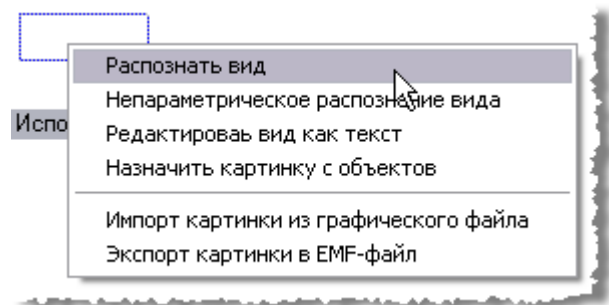 Распознать вид
Непараметрическое распознание вида
Испо
Редактироваь вид как текст
Назначить картинку с объектов
Импорт картинки из графического файла
Экспорт картинки в EMF-файл